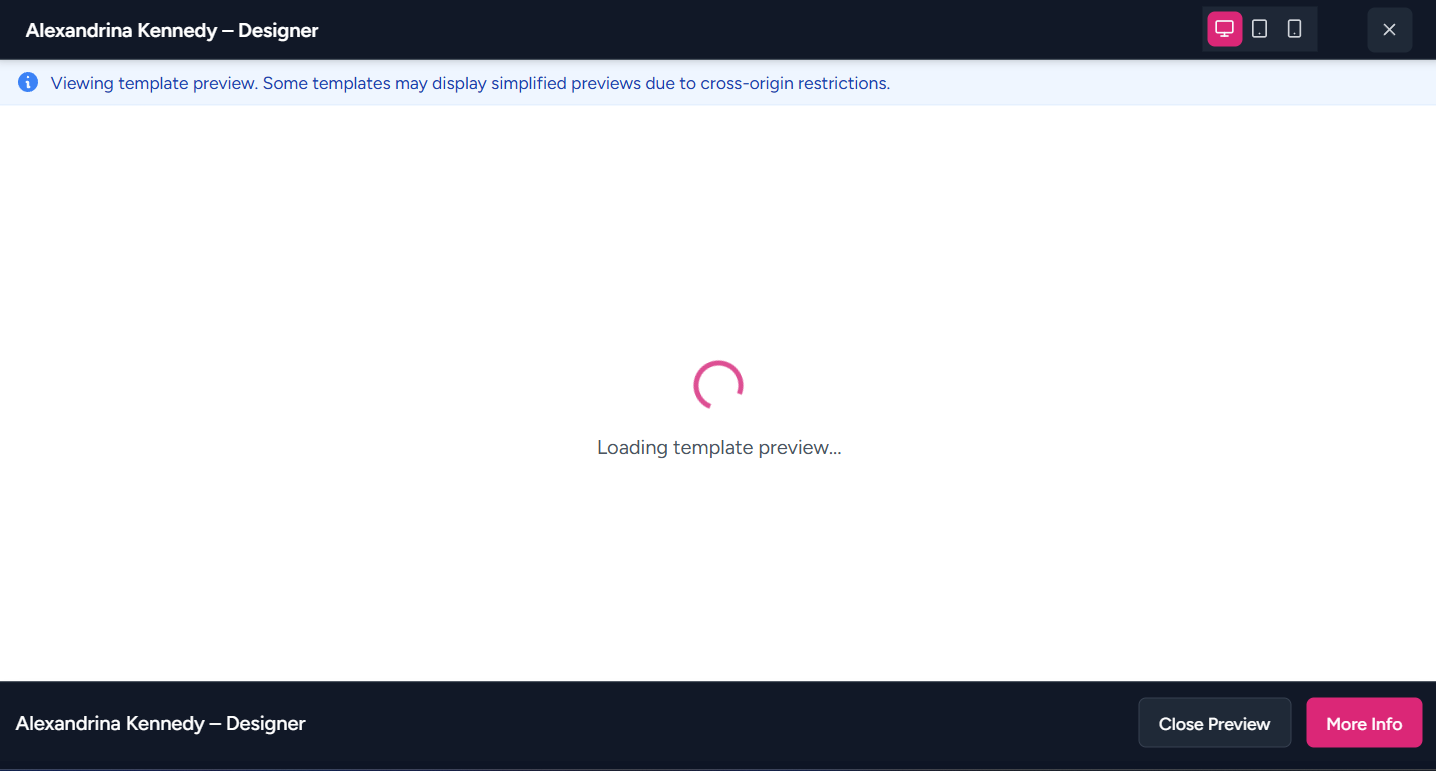 Alexandrina Kennedy – Designer
Viewing template preview. Some templates may display simplified previews due to cross-origin restrictions.
Loading template preview...
Alexandrina Kennedy – Designer
Close Preview
More Info